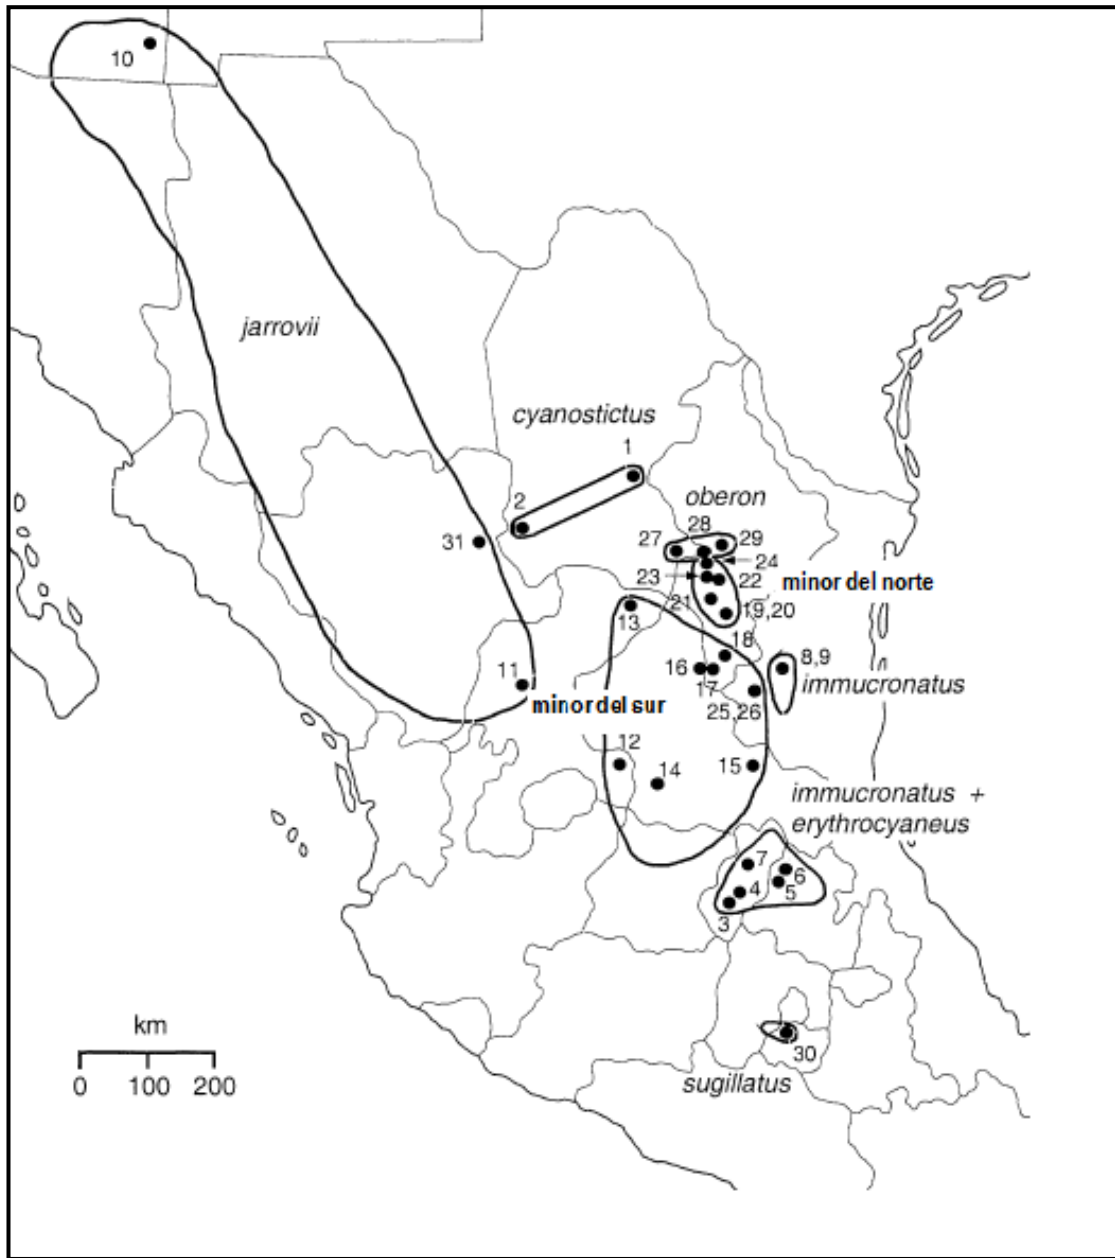 10
jarrovii
cyanostictus
1
2
oberon
28
27
29
31
24
23
22
minor del norte
21
19,20
13
18
16
8,9
11
17
immucronatus
minor del sur
25,26
12
14
15
immucronatus +
erythrocyaneus
7
6
4
5
3
km
30
0 100 200
sugillatus